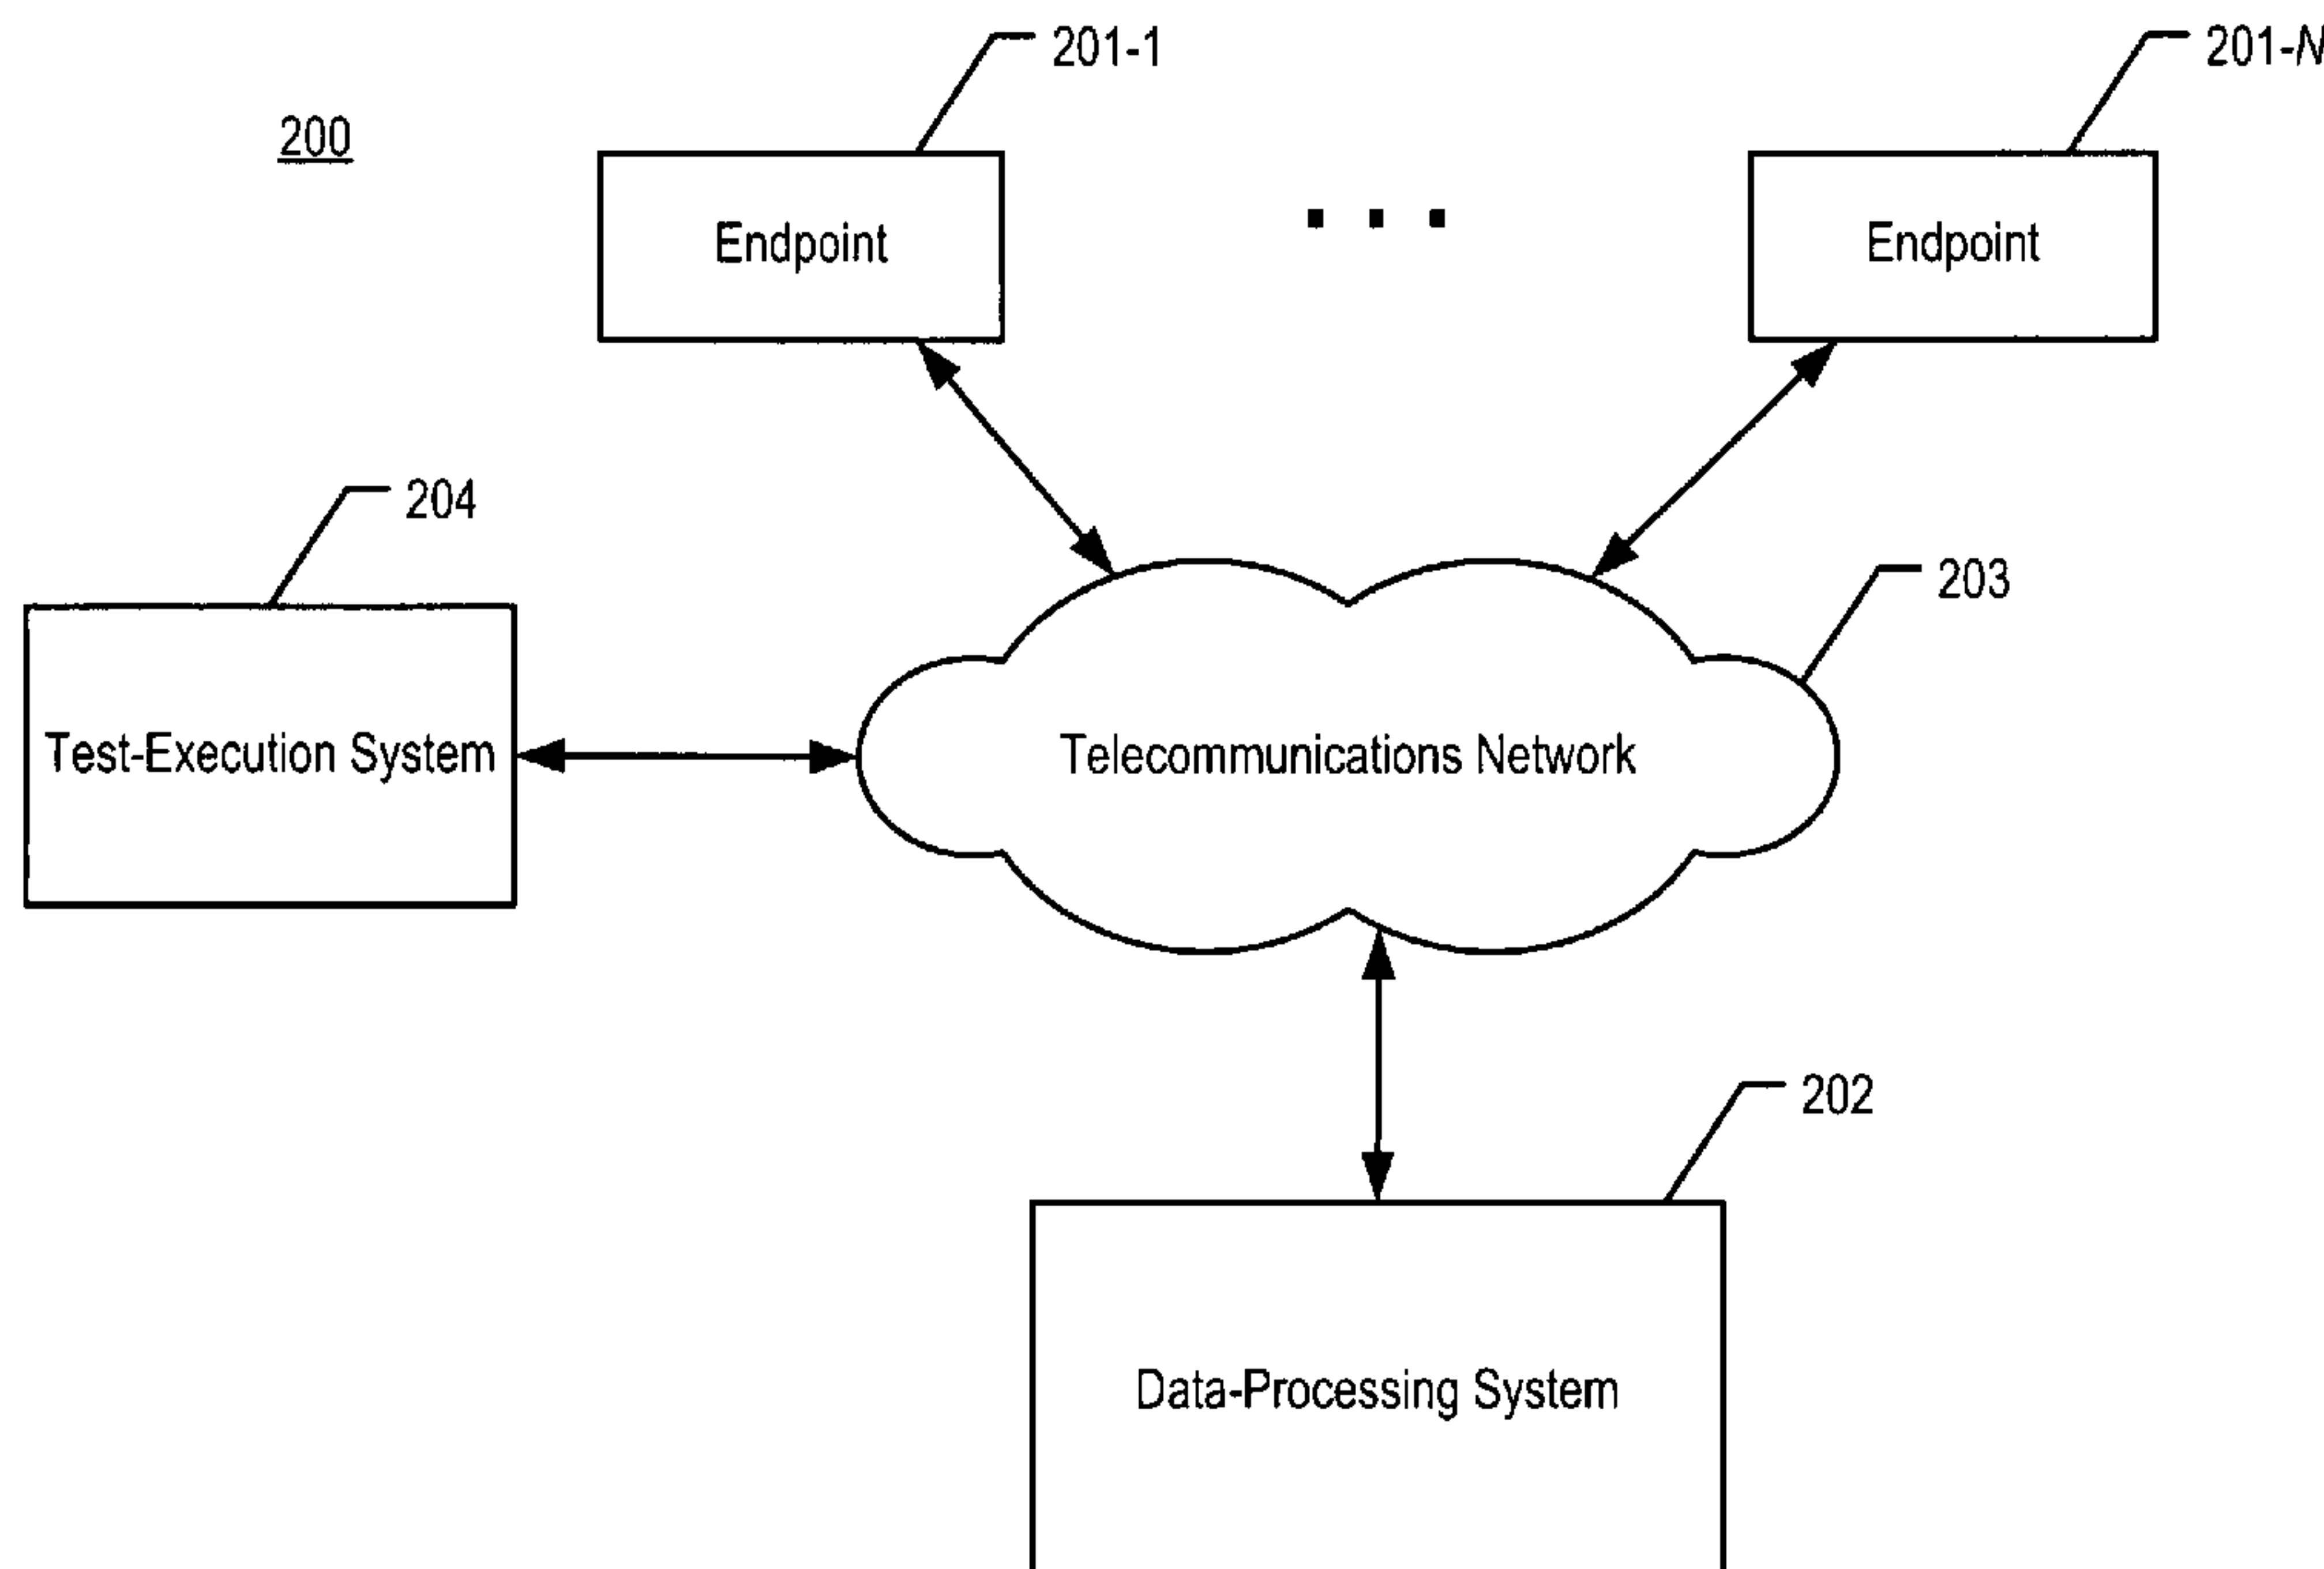 201-1
201-N
200
Endpoint
. . .
Endpoint
204
203
Test-Execution System
Telecommunications Network
202
Data-Processing System